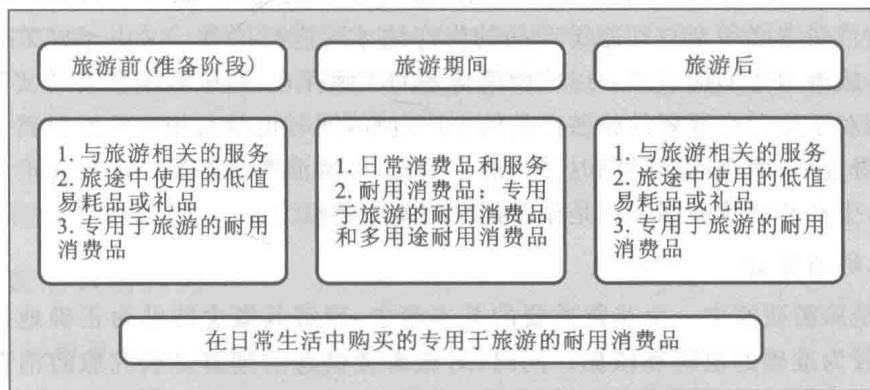 旅游前(准备阶段)
旅游期间
旅游后
1. 与旅游相关的服务
2. 旅途中使用的低值
易耗品或礼品
3. 专用于旅游的耐用
消费品
1. 日常消费品和服务
2. 耐用消费品：专用
于旅游的耐用消费品
和多用途耐用消费品
1. 与旅游相关的服务
2. 旅途中使用的低值
易耗品或礼品
3. 专用于旅游的耐用
消费品
在日常生活中购买的专用于旅游的耐用消费品